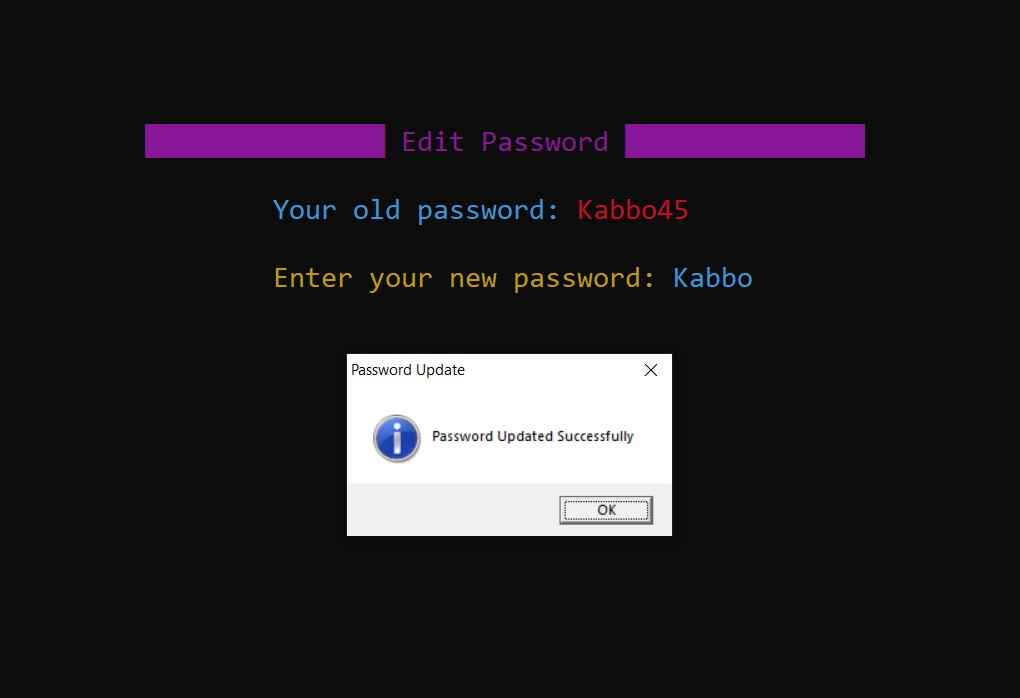 Edit Password
Your old password: Kabbo45
Enter your new password: Kabbo
Password Update
Password Updated Successfully
OK